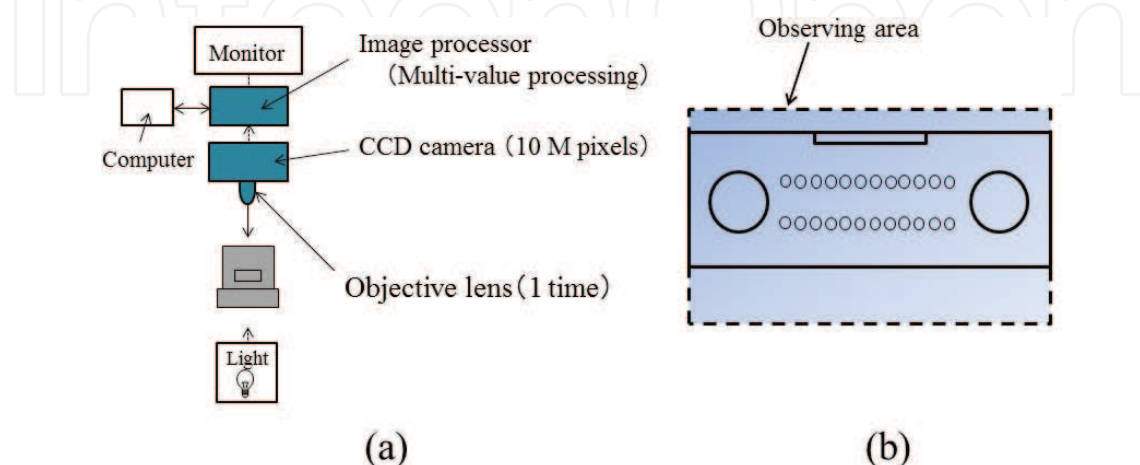 Monitor
Image processor
（Multi-value processing）
Computer
CCD camera（10 M pixels）
Objective lens（1 time）
Light
(a)
Observing area
(b)